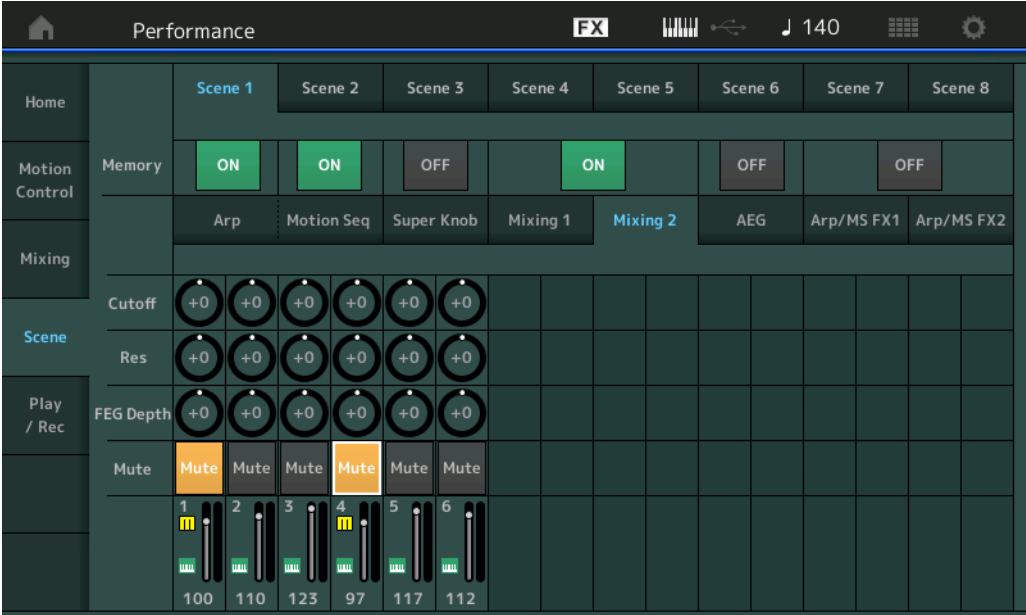 Performance FX 140
Scene 1 Scene 2 Scene 3 Scene 4 Scene 5 Scene 6 Scene 7 Scene 8
Home
Memory ON ON OFF ON OFF OFF
Motion
Control
Arp Motion Seq Super Knob Mixing 1 Mixing 2 AEG Arp/MS FX1 Arp/MS FX2
Mixing
Cutoff +0 +0 +0 +0 +0 +0
Scene
Res +0 +0 +0 +0 +0 +0
Play
/ Rec
FEG Depth +0 +0 +0 +0 +0 +0
Mute Mute Mute Mute Mute Mute Mute
1 2 3 4 5 6
M M
100 110 123 97 117 112